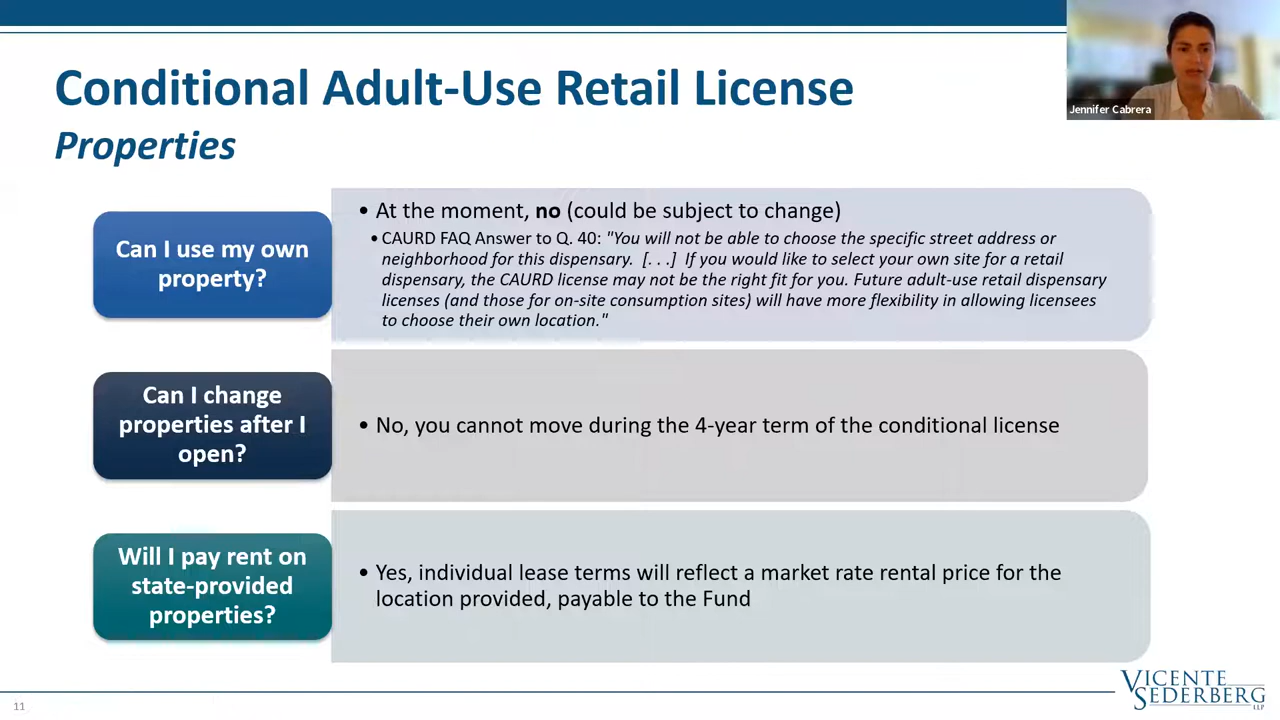 Jennifer Cabrera
Conditional Adult-Use Retail License
Properties
Can I use my own
property?
• At the moment, no (could be subject to change)
• CAURD FAQ Answer to Q. 40: "You will not be able to choose the specific street address or
neighborhood for this dispensary. [. . .] If you would like to select your own site for a retail
dispensary, the CAURD license may not be the right fit for you. Future adult-use retail dispensary
licenses (and those for on-site consumption sites) will have more flexibility in allowing licensees
to choose their own location."
Can I change
properties after I
open?
• No, you cannot move during the 4-year term of the conditional license
Will I pay rent on
state-provided
properties?
• Yes, individual lease terms will reflect a market rate rental price for the
location provided, payable to the Fund
11
VICENTE
SEDERBERG
LLP